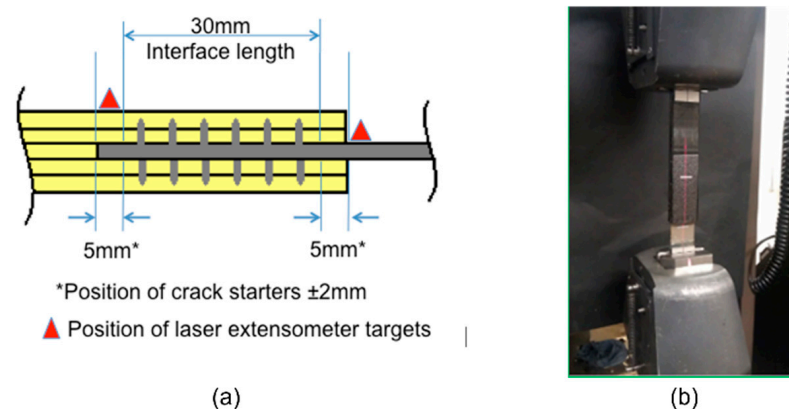 30mm
Interface length
5mm*
5mm*
*Position of crack starters ±2mm
Position of laser extensometer targets
(a)
(b)